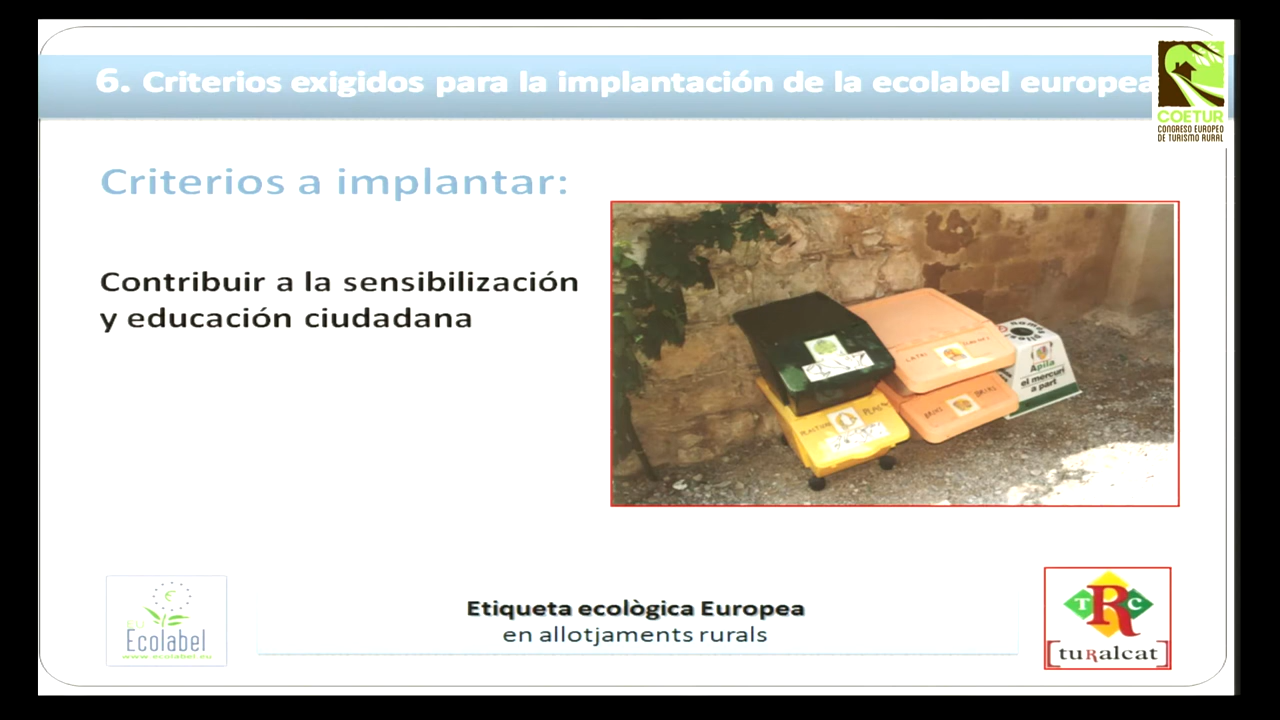 6. Criterios exigidos para la implantación de la ecolabel europea
COETUR
CONGRESO EUROPEO
DE TURISMO RURAL
Criterios a implantar:
Contribuir a la sensibilización
y educación ciudadana
Apila
el mercuri
a part
BRIKS
BRIKS
EU
Ecolabel
www.ecolabel.eu
Etiqueta ecològica Europea
en allotjaments rurals
T R C
[turalcat]